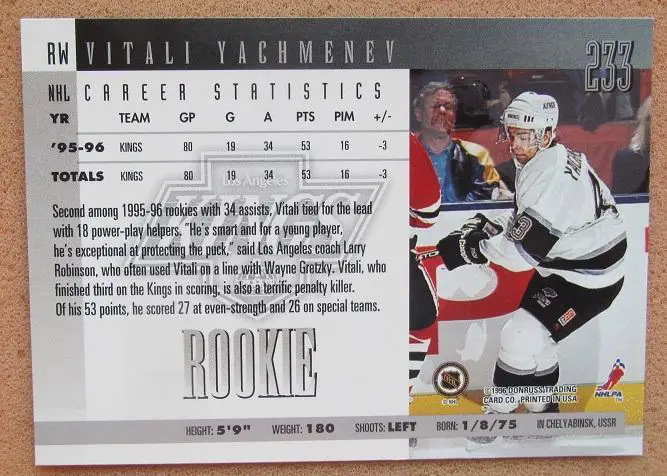 RW VITALI YACHMENEV
233
NHL CAREER STATISTICS
YR TEAM GP G A PTS PIM +/-
'95-96 KINGS 80 19 34 53 16 -3
TOTALS KINGS 80 19 34 53 16 -3
Los Angeles
KINGS
Second among 1995-96 rookies with 34 assists, Vitali tied for the lead
with 18 power-play helpers. "He's smart and for a young player,
he's exceptional at protecting the puck," said Los Angeles coach Larry
Robinson, who often used Vitali on a line with Wayne Gretzky. Vitali, who
finished third on the Kings in scoring, is also a terrific penalty killer.
Of his 53 points, he scored 27 at even-strength and 26 on special teams.
ROOKIE
43
NHL
© NHL
©1996 DONRUSS TRADING
CARD CO. PRINTED IN USA
NHLPA
TM
HEIGHT: 5'9" WEIGHT: 180 SHOOTS: LEFT BORN: 1/8/75 IN CHELYABINSK, USSR